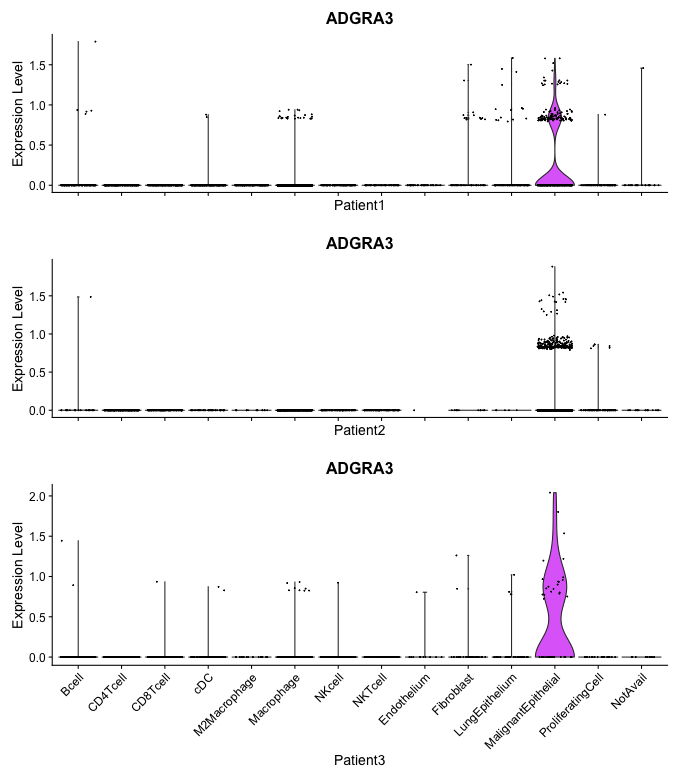 ADGRA3
Expression Level
1.5
1.0
0.5
0.0
Patient1
ADGRA3
Expression Level
1.5
1.0
0.5
0.0
Patient2
ADGRA3
Expression Level
2.0
1.5
1.0
0.5
0.0
Bcell
CD4Tcell
CD8Tcell
cDC
M2Macrophage
Macrophage
NKcell
NKTcell
Endothelium
Fibroblast
LungEpithelium
MalignantEpithelial
ProliferatingCell
NotAvail
Patient3